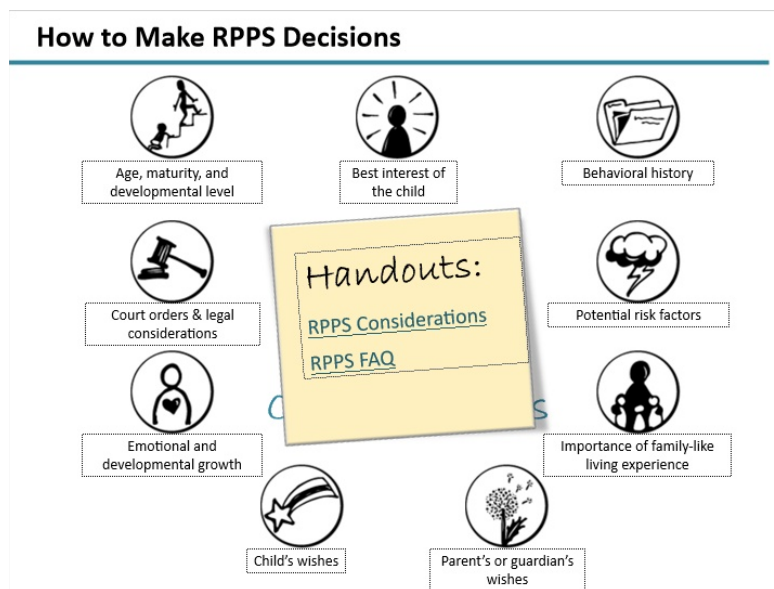 How to Make RPPS Decisions
Age, maturity, and
developmental level
Best interest of
the child
Behavioral history
Court orders & legal
considerations
Handouts:
RPPS Considerations
RPPS FAQ
Potential risk factors
Emotional and
developmental growth
Importance of family-like
living experience
Child's wishes
Parent's or guardian's
wishes